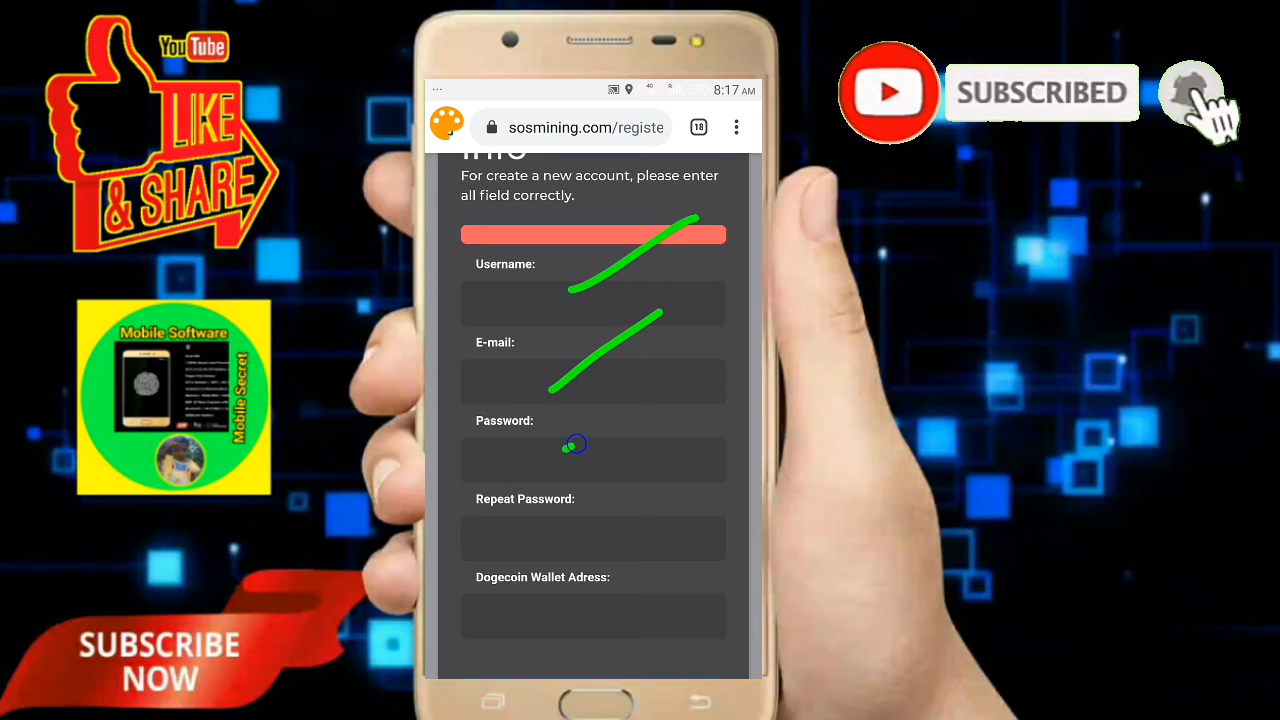 YouTube
LIKE
& SHARE
SUBSCRIBED
8:17 AM
sosmining.com/registe
18
For create a new account, please enter
all field correctly.
Username:
E-mail:
Password:
Repeat Password:
Dogecoin Wallet Adress:
Mobile Software
Mobile Secret
SUBSCRIBE
NOW